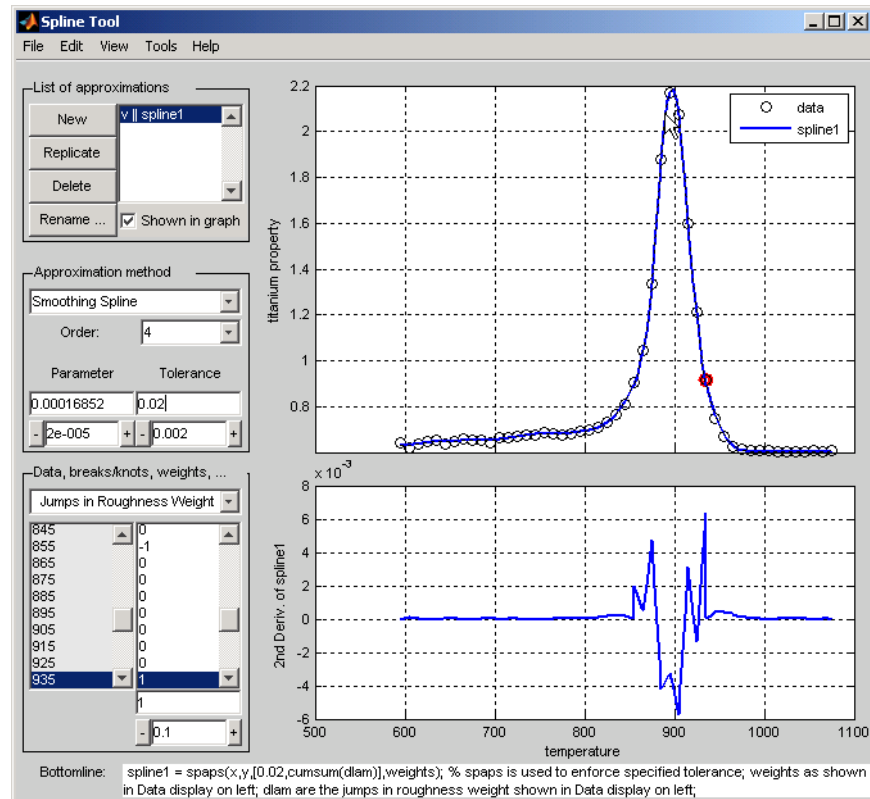 Spline Tool
File Edit View Tools Help
List of approximations
New
v || spline1
Replicate
Delete
Rename ...
Shown in graph
Approximation method
Smoothing Spline
Order: 4
Parameter Tolerance
0.00016852 0.02
- 2e-005 + - 0.002 +
Data, breaks/knots, weights, ...
Jumps in Roughness Weight
845 0
855 -1
865 0
875 0
885 0
895 0
905 0
915 0
925 0
935 1
1
- 0.1 +
2.2
2
1.8
1.6
1.4
1.2
1
0.8
titanium property
data
spline1
600 700 800 900 1000
× 10⁻³
8
6
4
2
0
-2
-4
-6
2nd Deriv. of spline1
500 600 700 800 900 1000 1100
temperature
Bottomline: spline1 = spaps(x,y,[0.02,cumsum(dlam)],weights); % spaps is used to enforce specified tolerance; weights as shown
in Data display on left; dlam are the jumps in roughness weight shown in Data display on left;